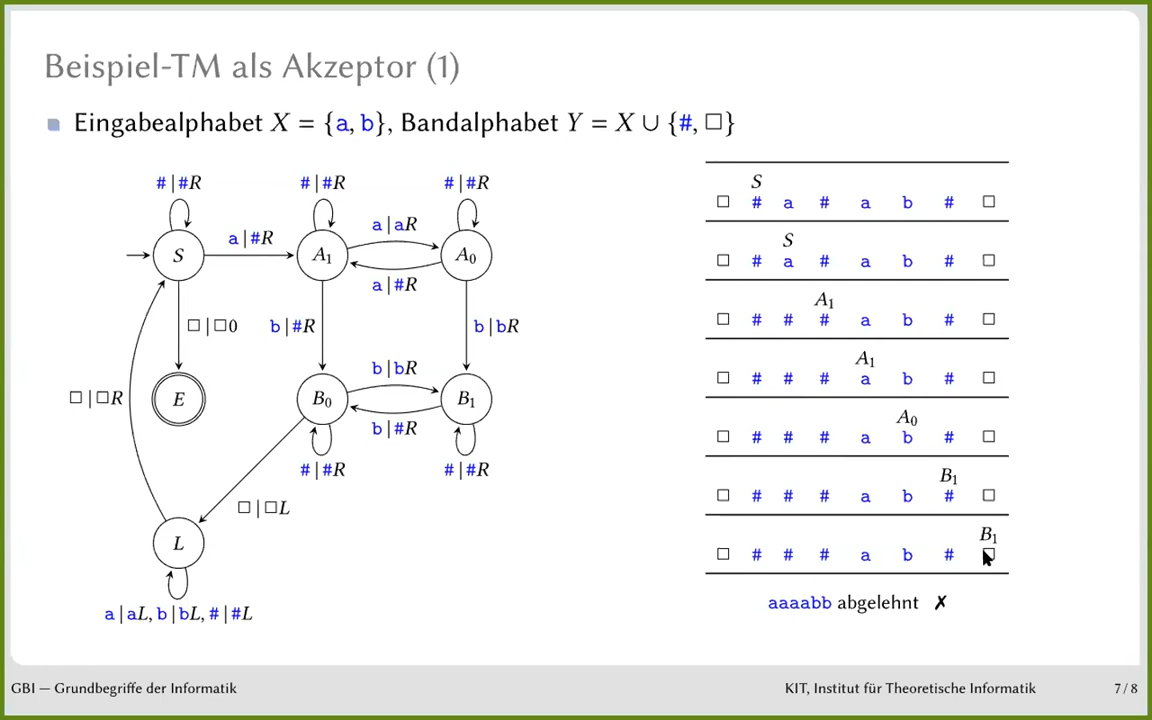 Beispiel-TM als Akzeptor (1)
Eingabealphabet X = {a, b}, Bandalphabet Y = X ∪ {#, □}
#|#R #|#R #|#R
S a|#R A₁ a|aR A₀
a|#R
□|□0 b|#R b|bR
□|□R E B₀ b|bR B₁
b|#R
#|#R #|#R
□|□L
L
a|aL, b|bL, #|#L
S
□ # a # a b # □
S
□ # a # a b # □
A₁
□ # # # a b # □
A₁
□ # # # a b # □
A₀
□ # # # a b # □
B₁
□ # # # a b # □
B₁
□ # # # a b # □
aaaabb abgelehnt ✗
GBI — Grundbegriffe der Informatik
KIT, Institut für Theoretische Informatik
7 / 8